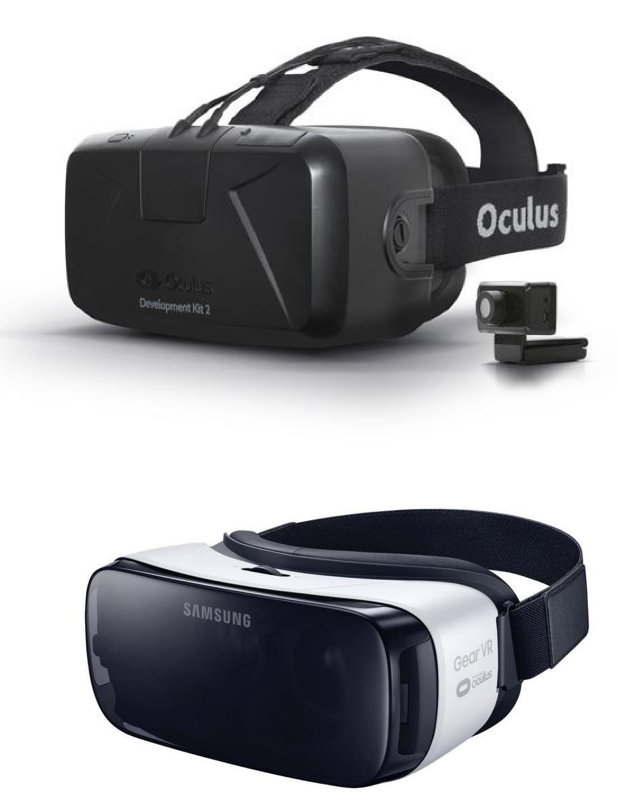 Oculus
Oculus
Development Kit 2
SAMSUNG
Gear VR
oculus